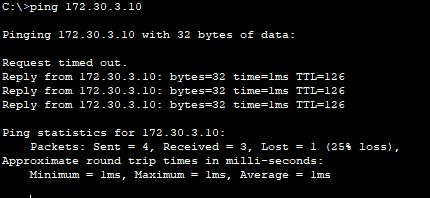 C:\>ping 172.30.3.10
Pinging 172.30.3.10 with 32 bytes of data:
Request timed out.
Reply from 172.30.3.10: bytes=32 time=1ms TTL=126
Reply from 172.30.3.10: bytes=32 time=1ms TTL=126
Reply from 172.30.3.10: bytes=32 time=1ms TTL=126
Ping statistics for 172.30.3.10:
Packets: Sent = 4, Received = 3, Lost = 1 (25% loss),
Approximate round trip times in milli-seconds:
Minimum = 1ms, Maximum = 1ms, Average = 1ms